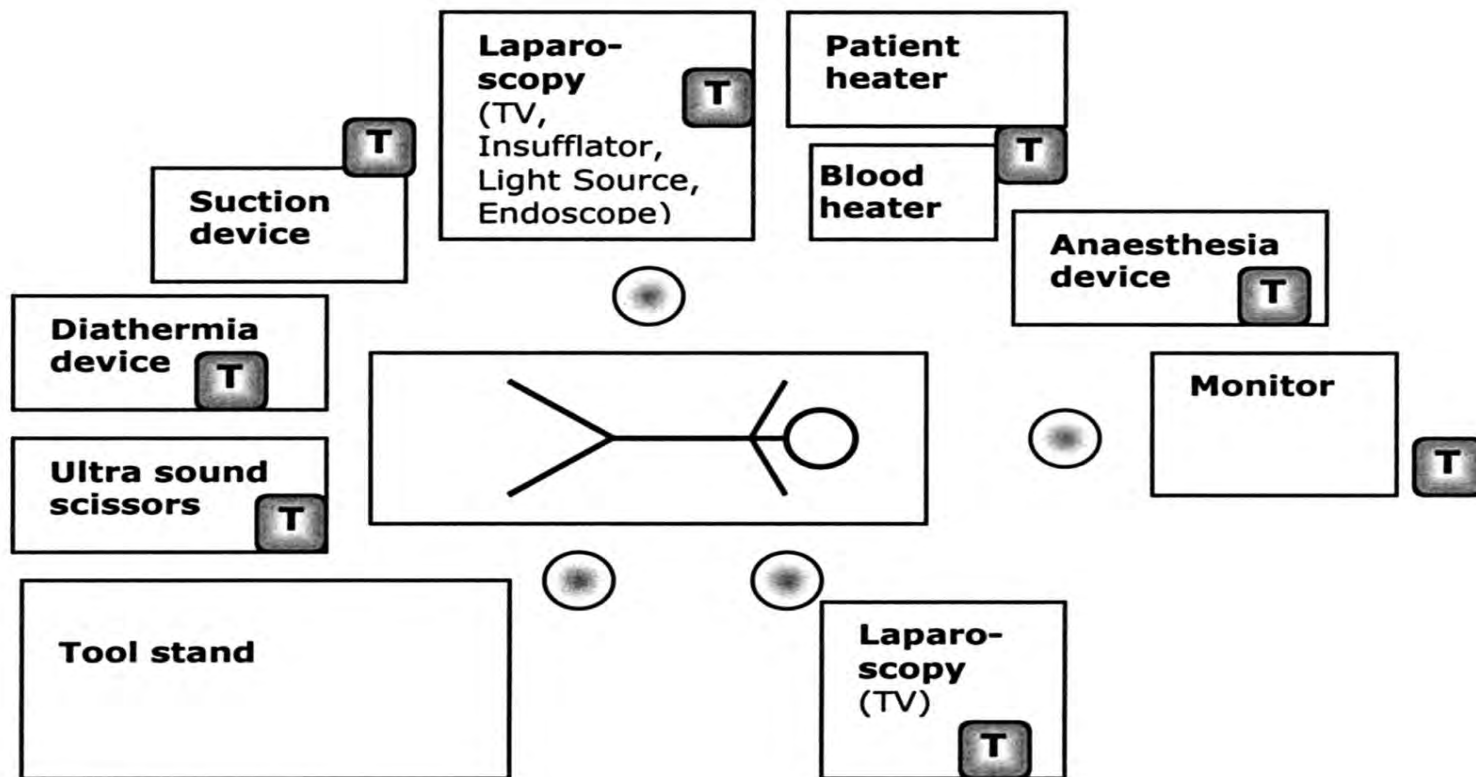 Laparo-
scopy
(TV,
Insufflator,
Light Source,
Endoscope)
T
Patient
heater
T
Suction
device
T
Blood
heater
Anaesthesia
device
T
Diathermia
device
T
Monitor
T
Ultra sound
scissors
T
Tool stand
Laparo-
scopy
(TV)
T